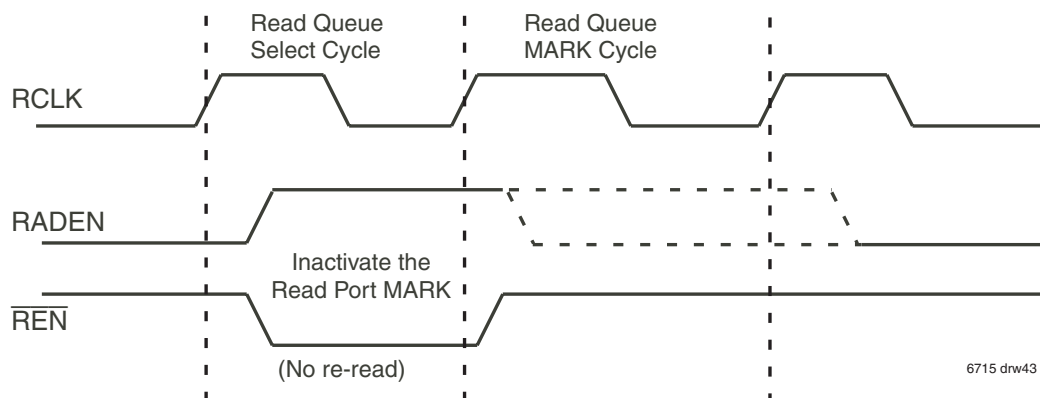 Read Queue
Select Cycle
Read Queue
MARK Cycle
RCLK
RADEN
Inactivate the
Read Port MARK
REN
(No re-read)
6715 drw43